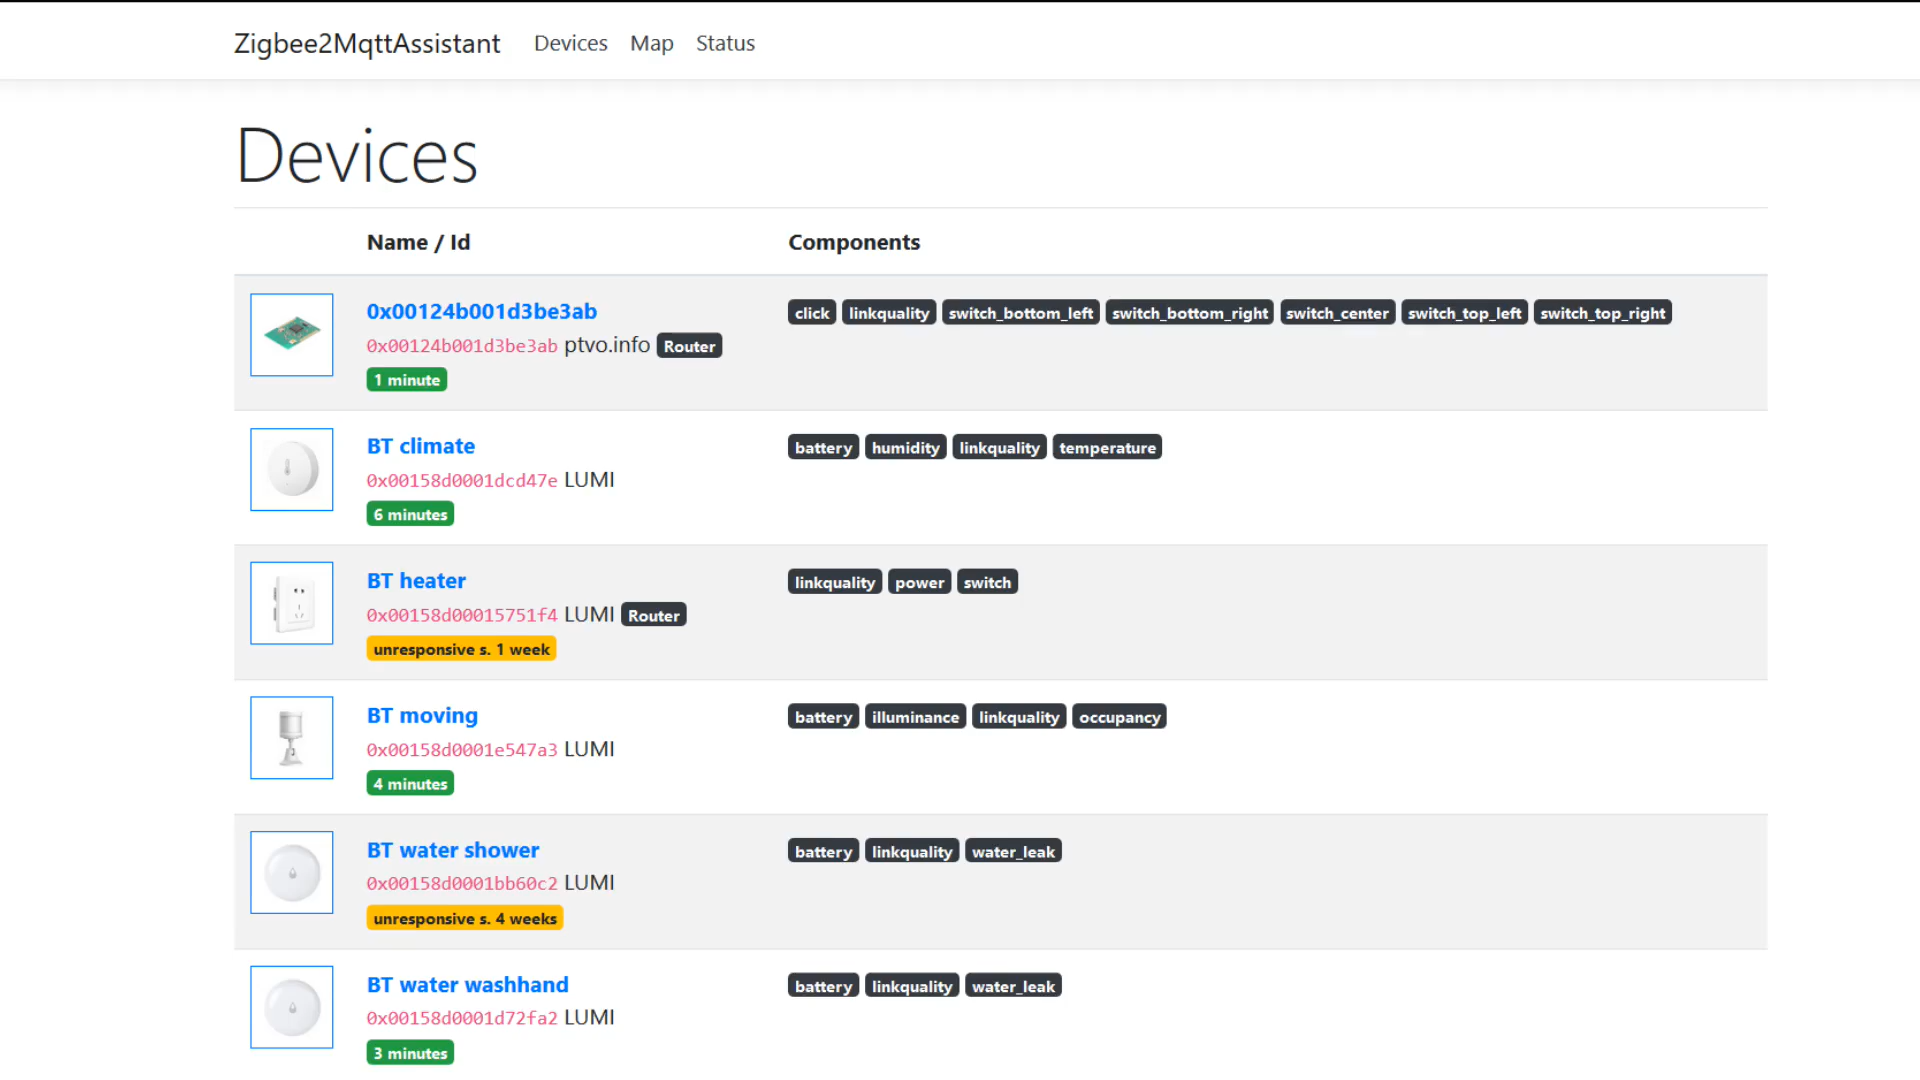 Zigbee2MqttAssistant Devices Map Status
Devices
Name / Id Components
0x00124b001d3be3ab click linkquality switch_bottom_left switch_bottom_right switch_center switch_top_left switch_top_right
0x00124b001d3be3ab ptvo.info Router
1 minute
BT climate battery humidity linkquality temperature
0x00158d0001dcd47e LUMI
6 minutes
BT heater linkquality power switch
0x00158d00015751f4 LUMI Router
unresponsive s. 1 week
BT moving battery illuminance linkquality occupancy
0x00158d0001e547a3 LUMI
4 minutes
BT water shower battery linkquality water_leak
0x00158d0001bb60c2 LUMI
unresponsive s. 4 weeks
BT water washhand battery linkquality water_leak
0x00158d0001d72fa2 LUMI
3 minutes